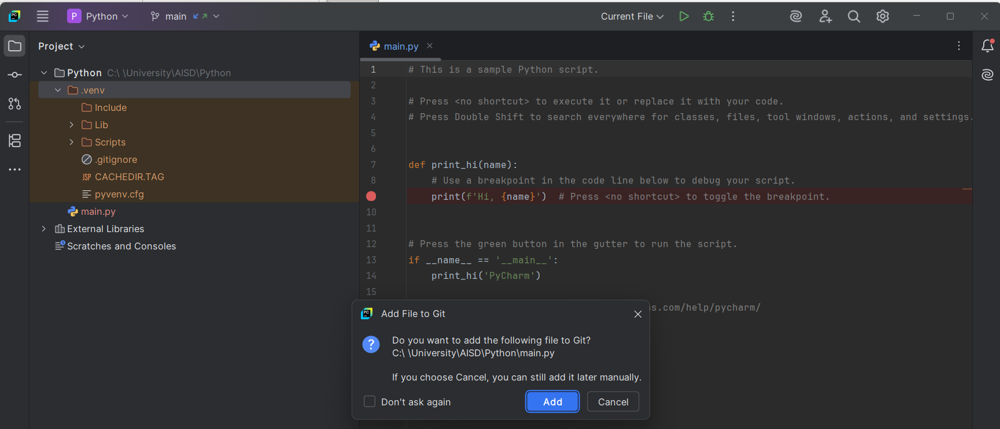 P Python main Current File
Project
Python C:\ \University\AISD\Python
.venv
Include
Lib
Scripts
.gitignore
JSP CACHEDIR.TAG
pyvenv.cfg
main.py
External Libraries
Scratches and Consoles
main.py
1 # This is a sample Python script.
2
3 # Press <no shortcut> to execute it or replace it with your code.
4 # Press Double Shift to search everywhere for classes, files, tool windows, actions, and settings.
5
6
7 def print_hi(name):
8 # Use a breakpoint in the code line below to debug your script.
print(f'Hi, {name}') # Press <no shortcut> to toggle the breakpoint.
10
11
12 # Press the green button in the gutter to run the script.
13 if __name__ == '__main__':
14 print_hi('PyCharm')
15
.com/help/pycharm/
PC Add File to Git
Do you want to add the following file to Git?
C:\ \University\AISD\Python\main.py
If you choose Cancel, you can still add it later manually.
Don't ask again Add Cancel